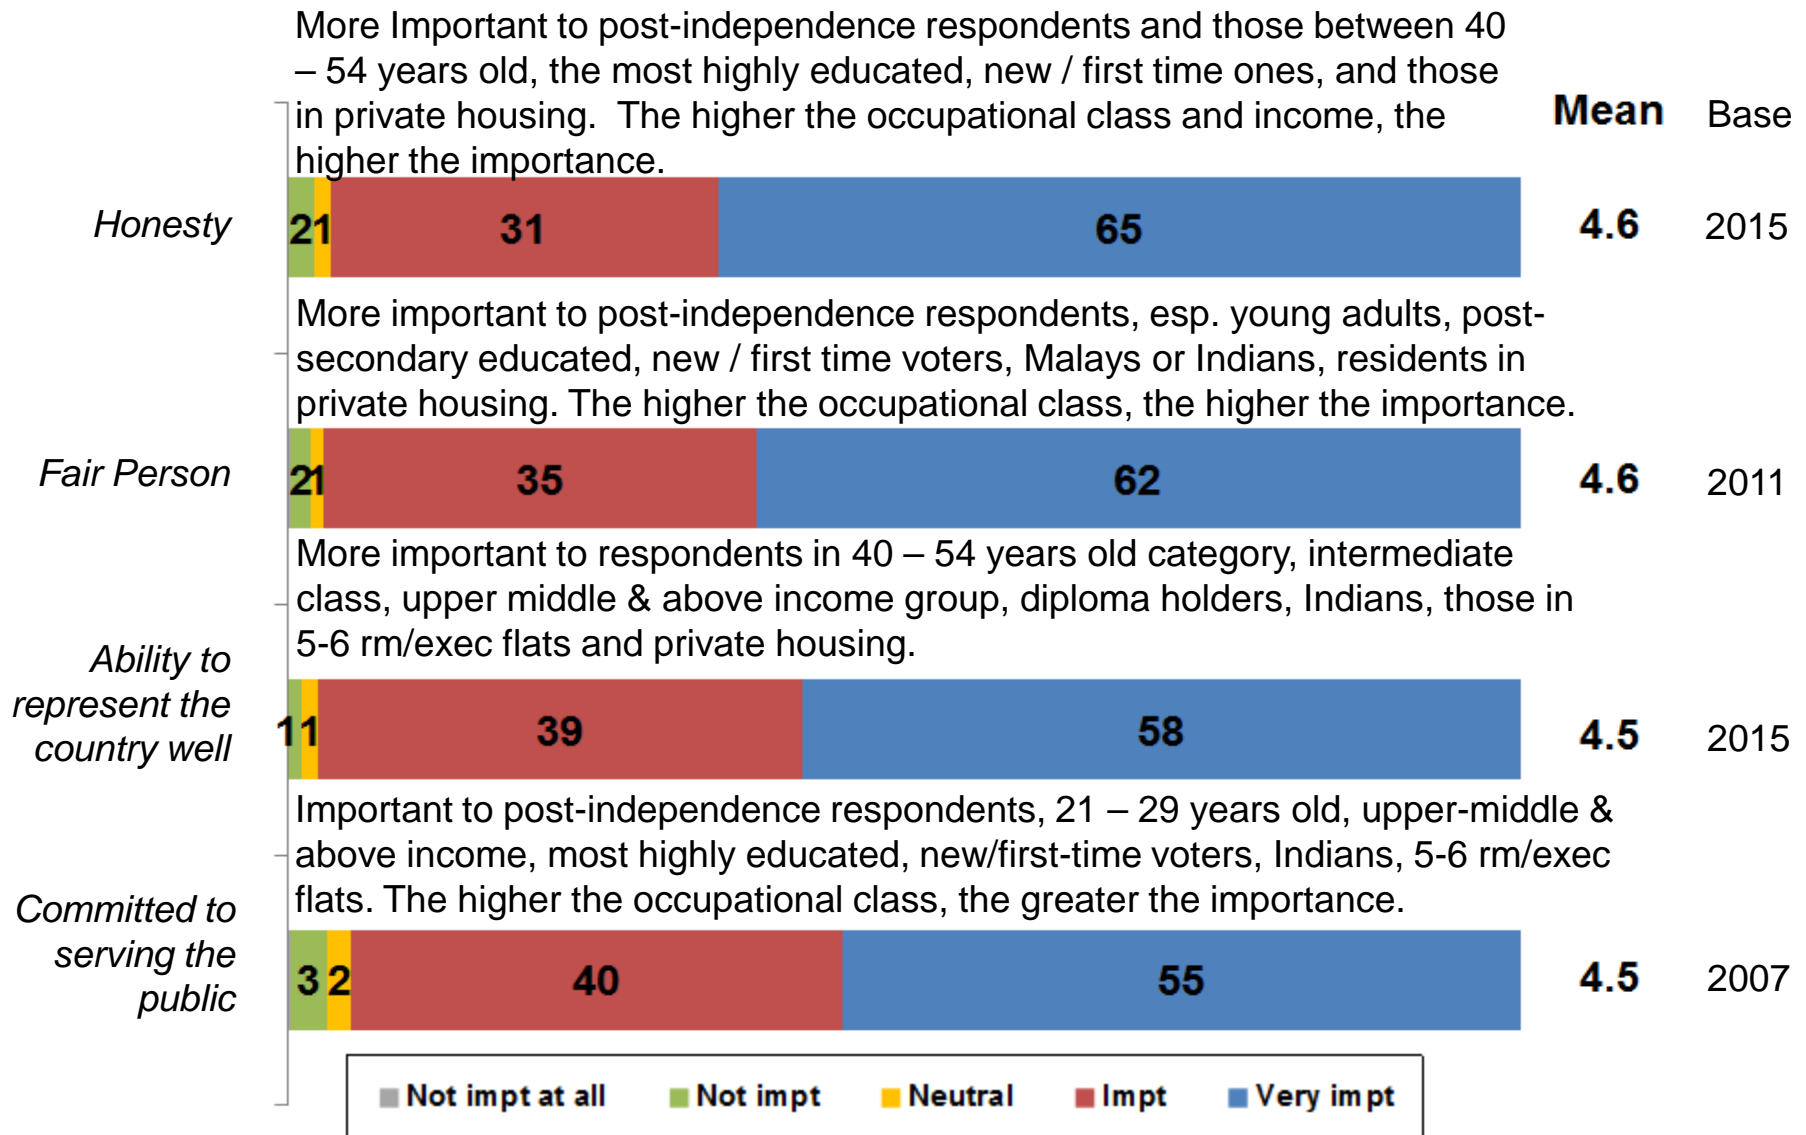 More Important to post-independence respondents and those between 40
– 54 years old, the most highly educated, new / first time ones, and those
in private housing.  The higher the occupational class and income, the
higher the importance.
Mean Base
Honesty 2 1 31 65 4.6 2015
More important to post-independence respondents, esp. young adults, post-
secondary educated, new / first time voters, Malays or Indians, residents in
private housing. The higher the occupational class, the higher the importance.
Fair Person 2 1 35 62 4.6 2011
More important to respondents in 40 – 54 years old category, intermediate
class, upper middle & above income group, diploma holders, Indians, those in
5-6 rm/exec flats and private housing.
Ability to
represent the
country well
1 1 39 58 4.5 2015
Important to post-independence respondents, 21 – 29 years old, upper-middle &
above income, most highly educated, new/first-time voters, Indians, 5-6 rm/exec
flats. The higher the occupational class, the greater the importance.
Committed to
serving the
public
3 2 40 55 4.5 2007
Not impt at all Not impt Neutral Impt Very impt